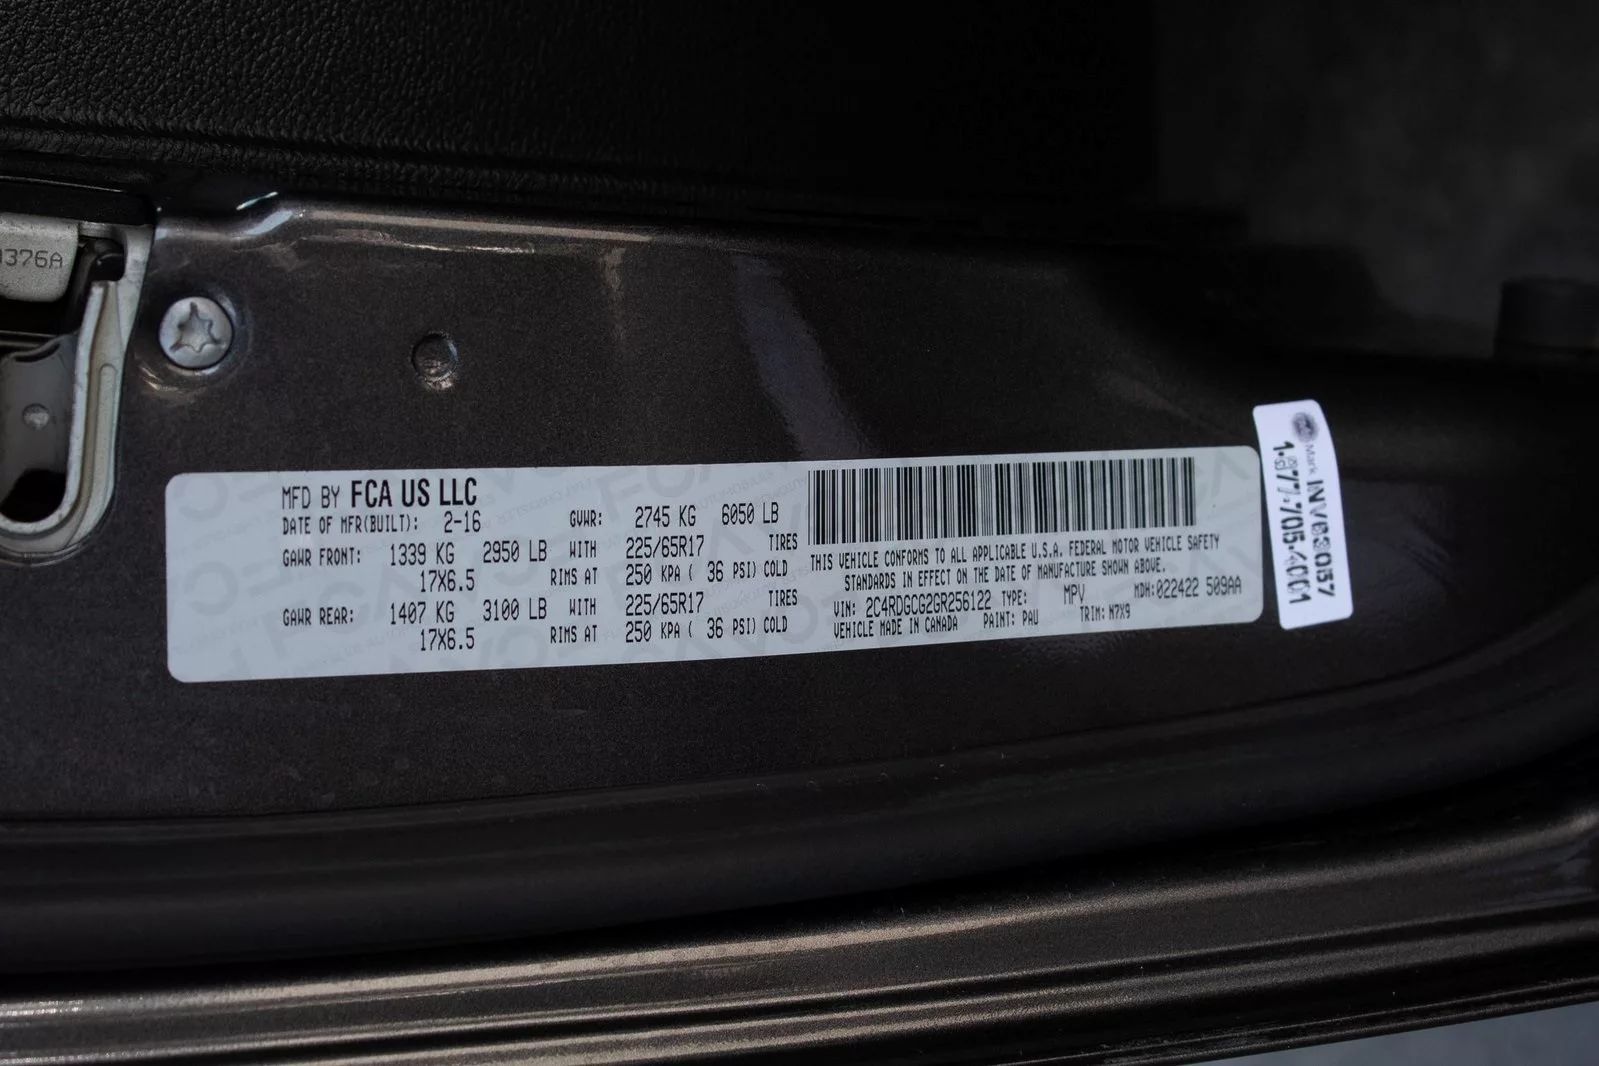 376A
MFD BY FCA US LLC
DATE OF MFR(BUILT): 2-16 GVWR: 2745 KG 6050 LB
GAWR FRONT: 1339 KG 2950 LB WITH 225/65R17 TIRES
17X6.5 RIMS AT 250 KPA ( 36 PSI) COLD
GAWR REAR: 1407 KG 3100 LB WITH 225/65R17 TIRES
17X6.5 RIMS AT 250 KPA ( 36 PSI) COLD
THIS VEHICLE CONFORMS TO ALL APPLICABLE U.S.A. FEDERAL MOTOR VEHICLE SAFETY
STANDARDS IN EFFECT ON THE DATE OF MANUFACTURE SHOWN ABOVE.
VIN: 2C4RDGCG2GR256122 TYPE: MPV MDH:022422 509AA
VEHICLE MADE IN CANADA PAINT: PAU TRIM: M7X9
Mark